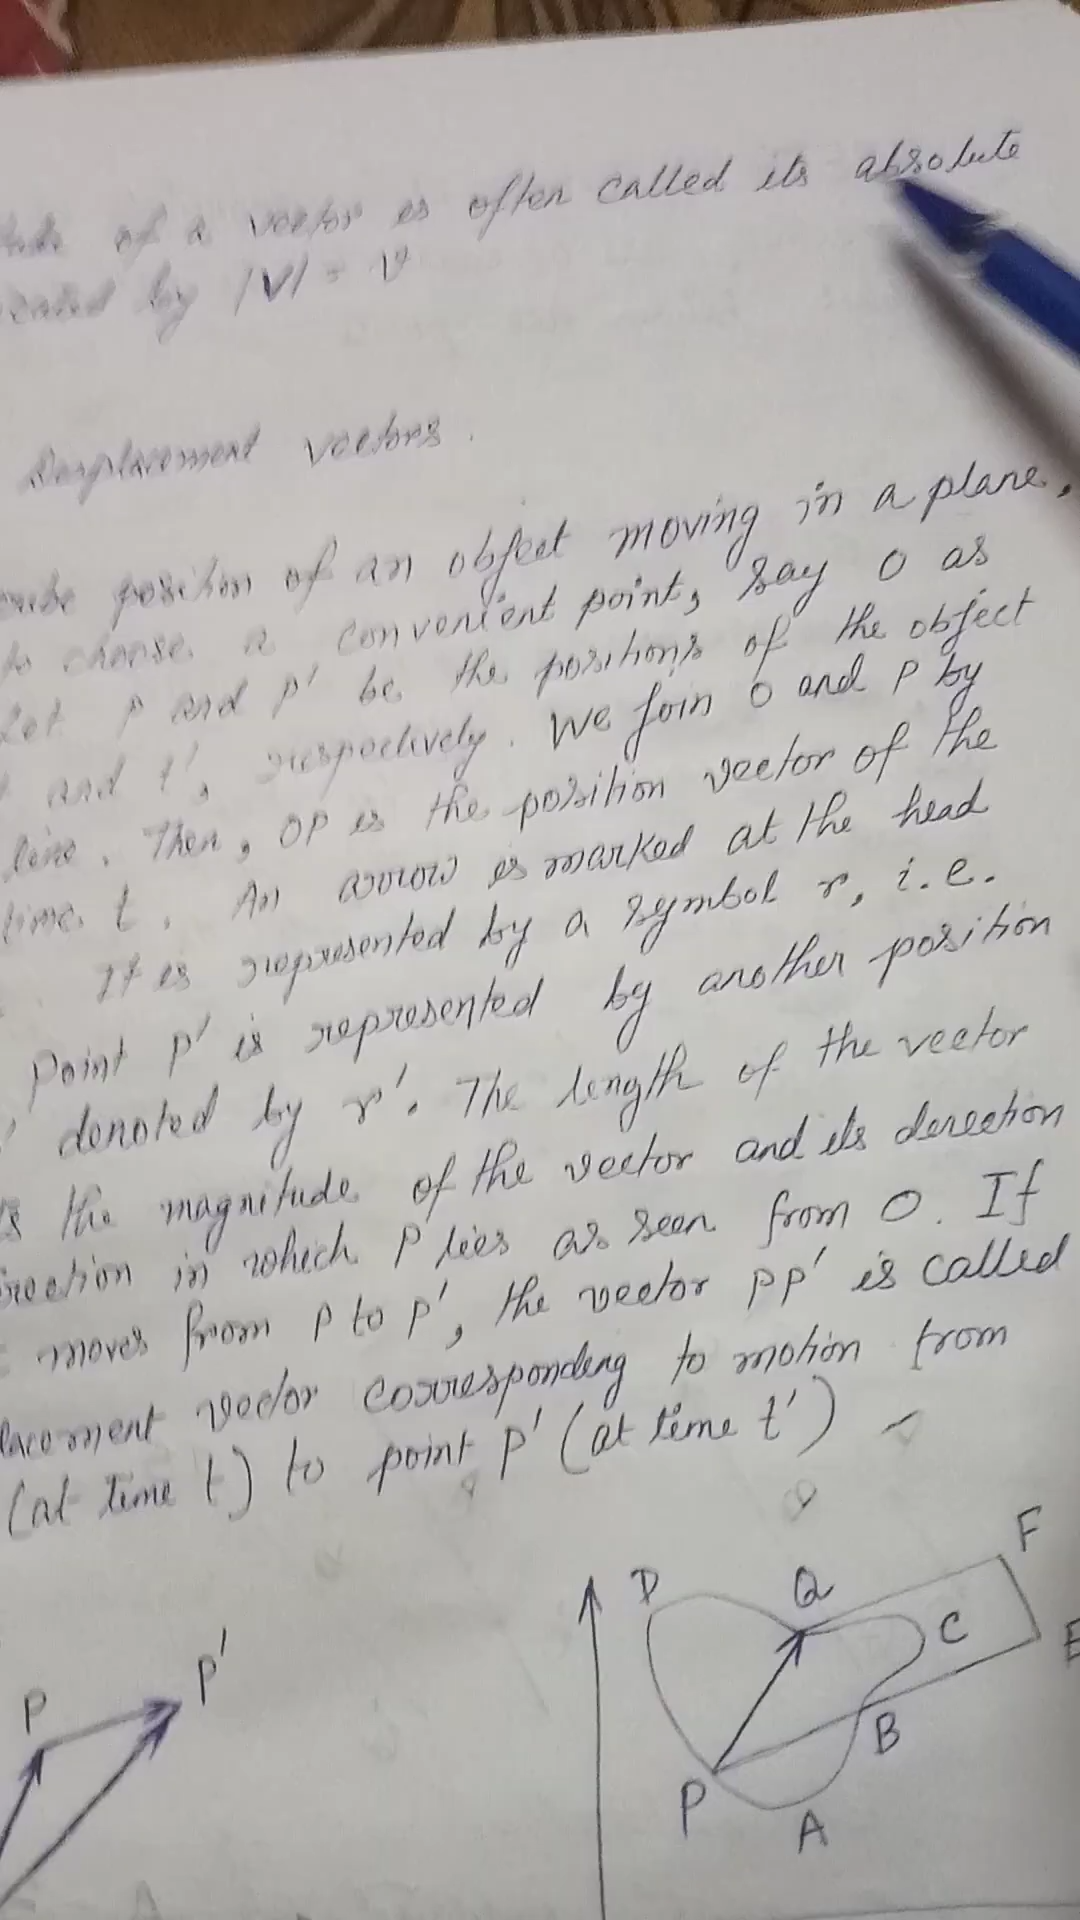 of a vector is often called its absolute
by |V| = v
Displacement vectors.
position of an object moving in a plane,
to choose a convenient point, say O as
Let P and P' be the positions of the object
and t', respectively. We join O and P by
line. Then, OP is the position vector of the
time t. An arrow is marked at the head
It is represented by a symbol r, i.e.
Point P' is represented by another position
' denoted by r'. The length of the vector
the magnitude of the vector and its direction
in which P lies as seen from O. If
moves from P to P', the vector PP' is called
vector corresponding to motion from
(at time t) to point P' (at time t')
D Q F
C
P P' E
B
P A